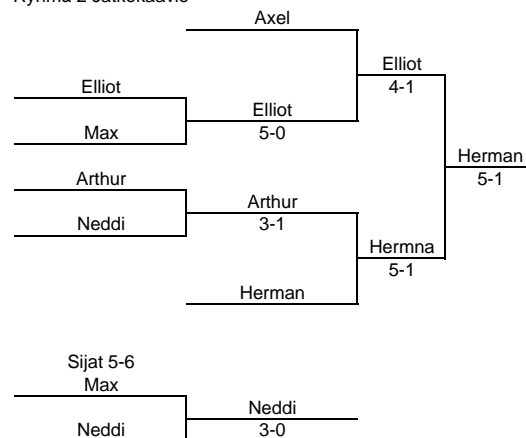 Ryhmä 2 Jatkokaavio
Axel
Elliot
Elliot
4-1
Elliot
Max
5-0
Herman
Arthur
5-1
Arthur
Neddi
3-1
Hermna
5-1
Herman
Sijat 5-6
Max
Neddi
Neddi
3-0